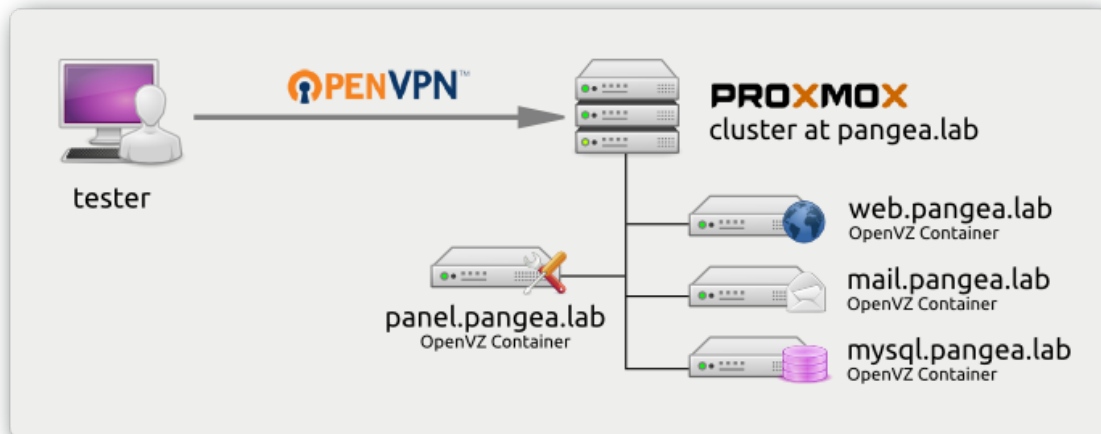 OPENVPN™
PROXMOX
cluster at pangea.lab
tester
web.pangea.lab
OpenVZ Container
mail.pangea.lab
OpenVZ Container
panel.pangea.lab
OpenVZ Container
mysql.pangea.lab
OpenVZ Container